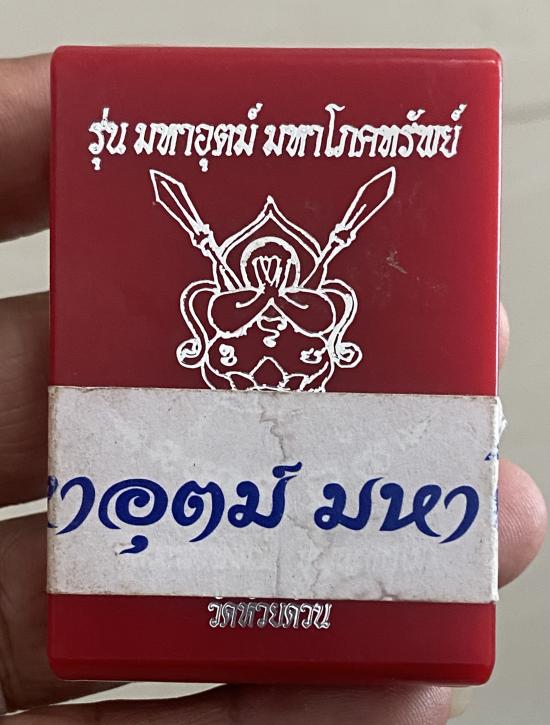 รุ่น มหาอุตม์ มหาโภคทรัพย์
าอุตม์ มหา
วัดห้วยด้วน